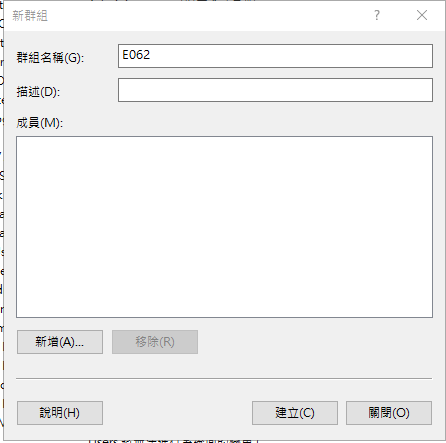 新群組
群組名稱(G):
E062
描述(D):
成員(M):
新增(A)...
移除(R)
說明(H)
建立(C)
關閉(O)